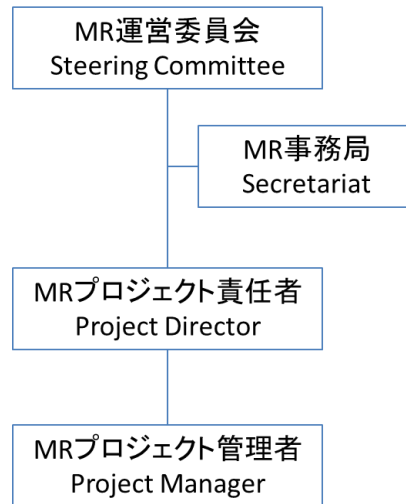 MR運営委員会
Steering Committee
MR事務局
Secretariat
MRプロジェクト責任者
Project Director
MRプロジェクト管理者
Project Manager